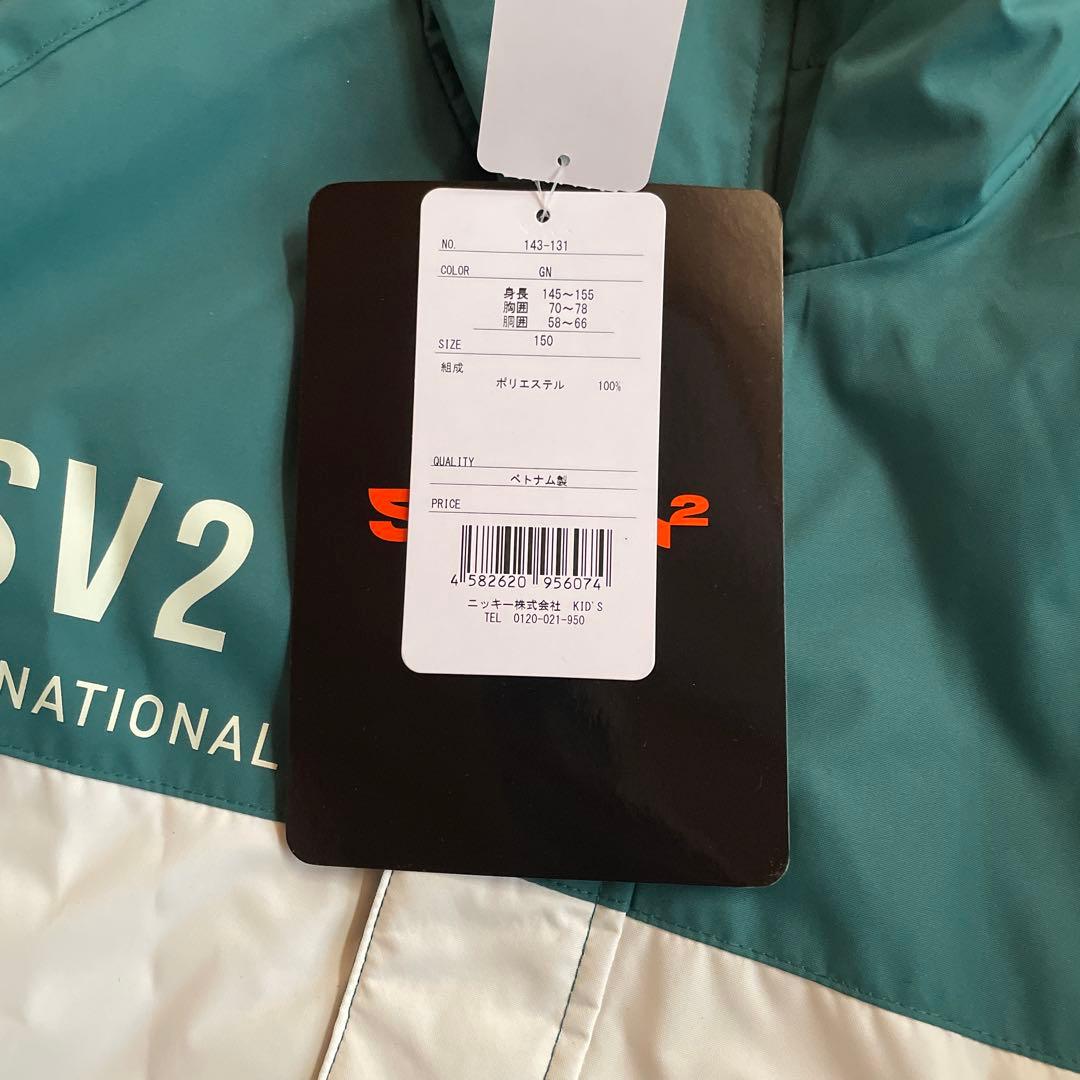 NO. 143-131
COLOR GN
身長 145～155
胸囲 70～78
胴囲 58～66
SIZE 150
組成
ポリエステル 100%
QUALITY
ベトナム製
PRICE
4 582620 956074
ニッキー株式会社 KID'S
TEL 0120-021-950
SV2
NATIONAL